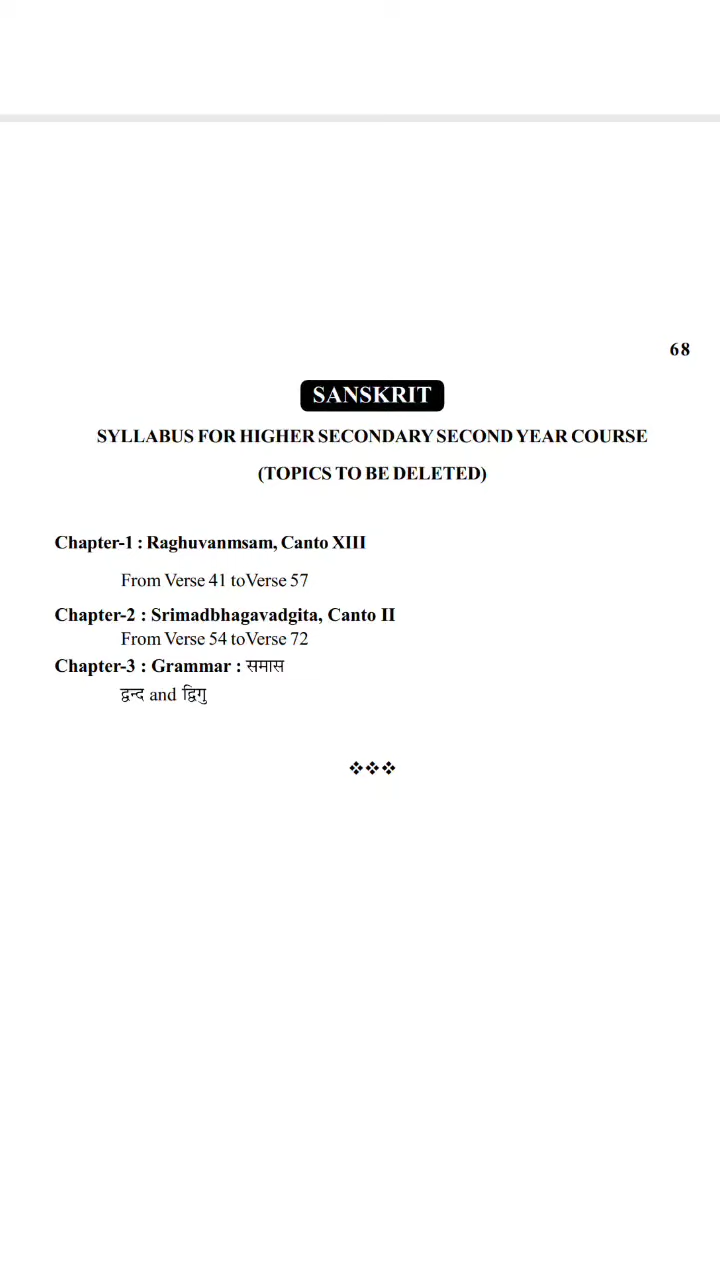 68
SANSKRIT
SYLLABUS FOR HIGHER SECONDARY SECOND YEAR COURSE
(TOPICS TO BE DELETED)
Chapter-1 : Raghuvanmsam, Canto XIII
From Verse 41 toVerse 57
Chapter-2 : Srimadbhagavadgita, Canto II
From Verse 54 toVerse 72
Chapter-3 : Grammar : समास
द्वन्द and द्विगु